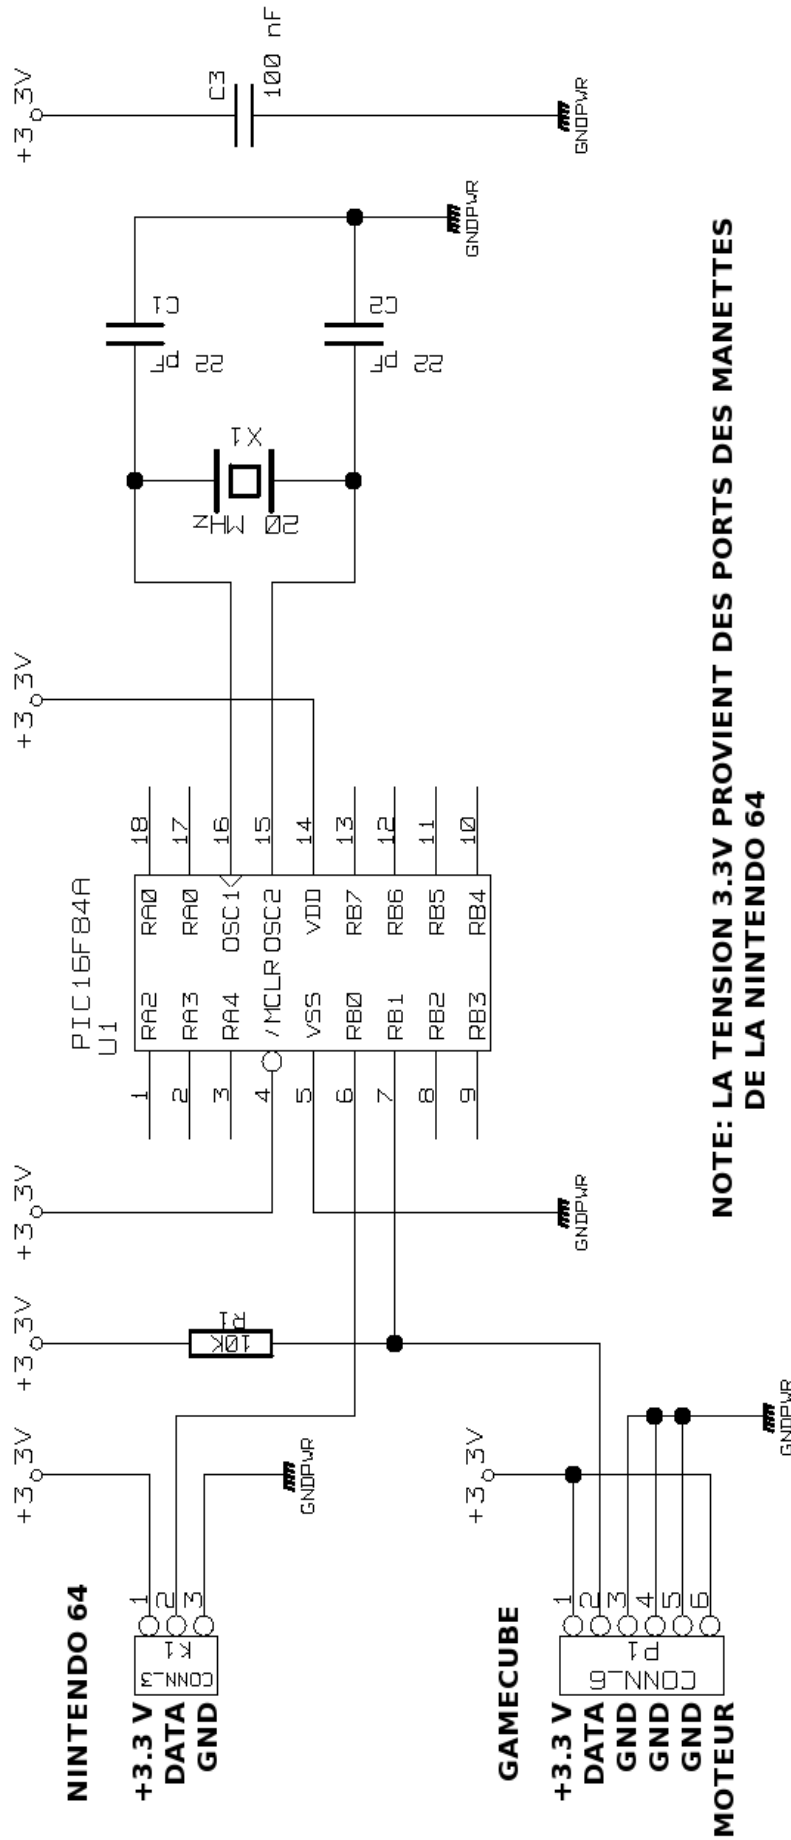 NINTENDO 64
+3.3 V
DATA
GND
CONN_3
K1
1
2
3
+3,3V
GNDPWR
GAMECUBE
+3.3 V
DATA
GND
GND
GND
MOTEUR
CONN_6
P1
1
2
3
4
5
6
+3,3V
GNDPWR
+3,3V
R1
10K
+3,3V
GNDPWR
PIC16F84A
U1
1
2
3
4
5
6
7
8
9
RA2
RA3
RA4
/MCLR
VSS
RB0
RB1
RB2
RB3
RA0
RA0
OSC1
OSC2
VDD
RB7
RB6
RB5
RB4
18
17
16
15
14
13
12
11
10
+3,3V
X1
20 MHz
C1
22 pF
C2
22 pF
GNDPWR
+3,3V
C3
100 nF
GNDPWR
NOTE: LA TENSION 3.3V PROVIENT DES PORTS DES MANETTES
DE LA NINTENDO 64